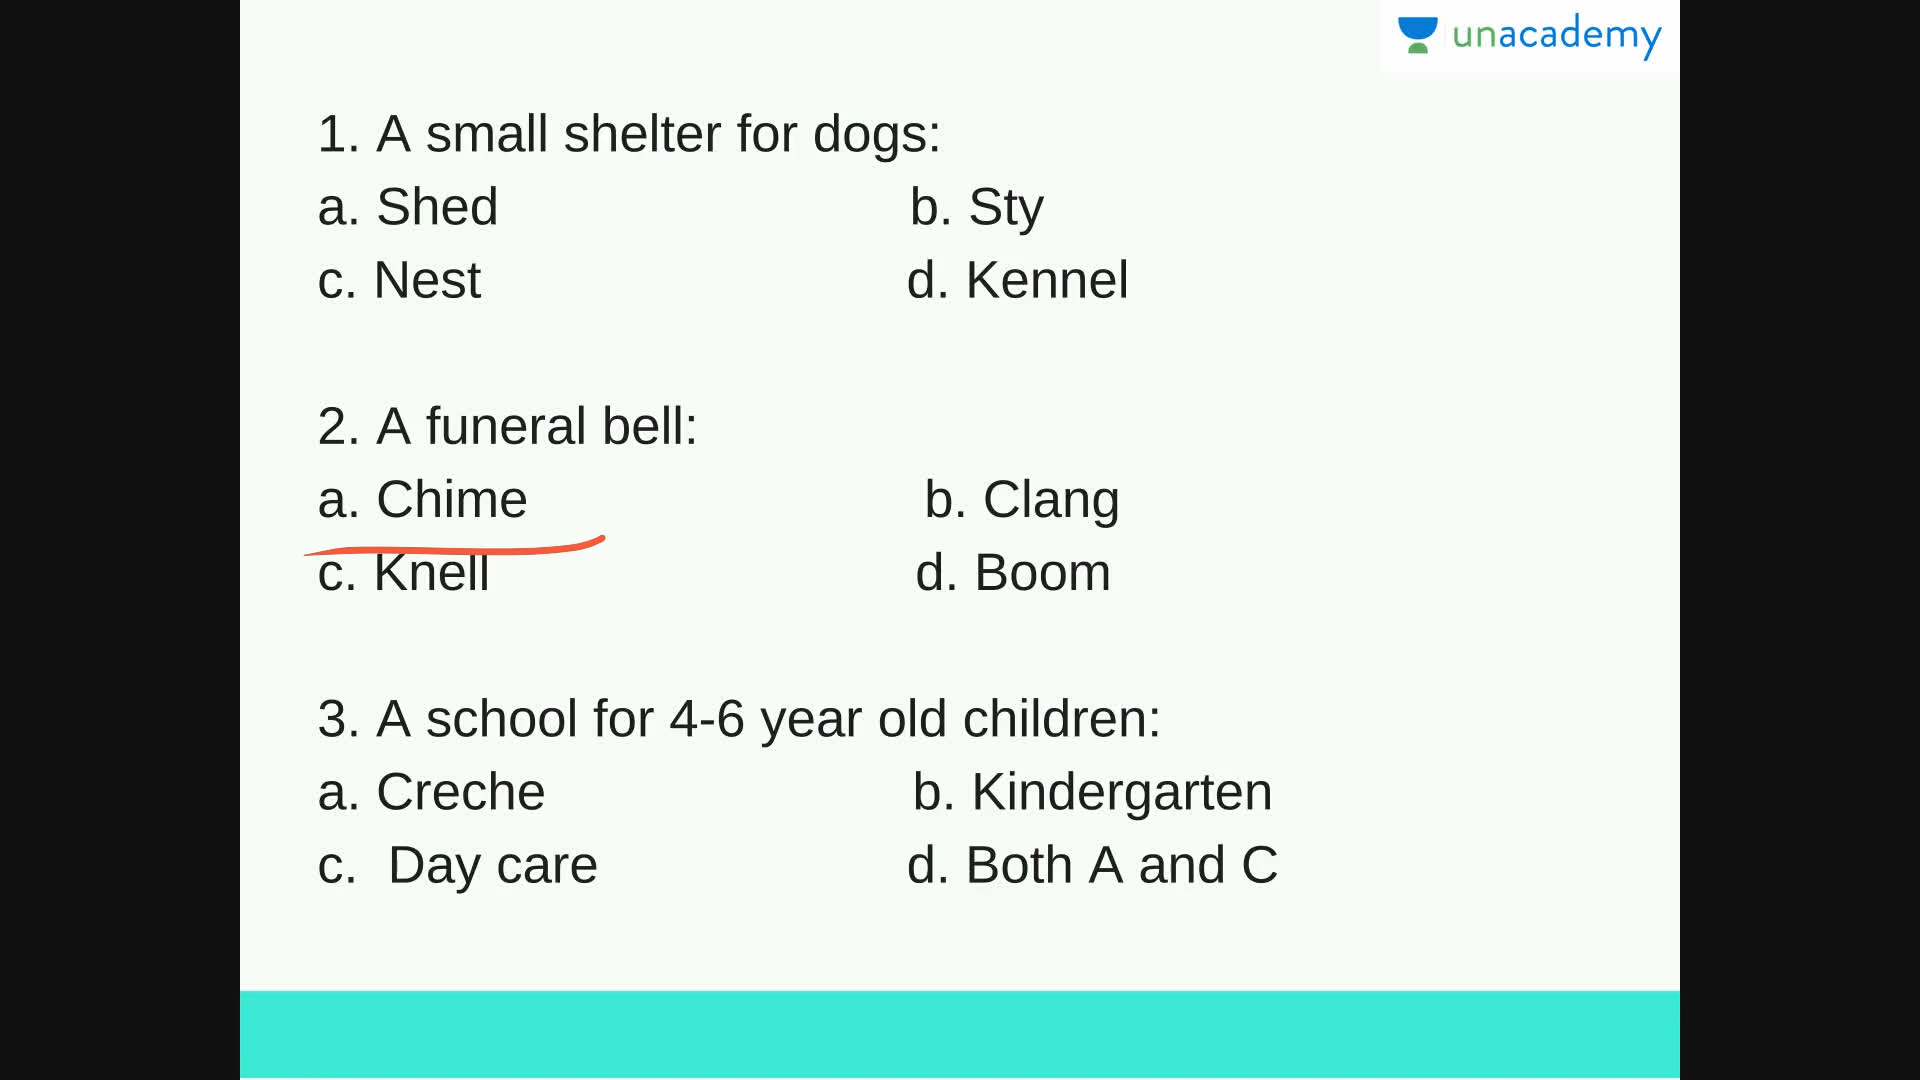 unacademy
1. A small shelter for dogs:
a. Shed b. Sty
c. Nest d. Kennel
2. A funeral bell:
a. Chime b. Clang
c. Knell d. Boom
3. A school for 4-6 year old children:
a. Creche b. Kindergarten
c. Day care d. Both A and C